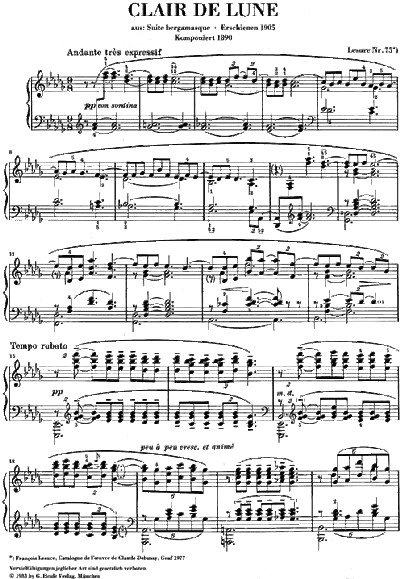 CLAIR DE LUNE
aus: Suite bergamasque · Erschienen 1905
Komponiert 1890
Andante très expressif
Lesure Nr. 75*)
pp con sordina
Tempo rubato
pp
m.d.
peu à peu cresc. et animé
*) François Lesure, Catalogue de l'œuvre de Claude Debussy, Genf 1977
Vervielfältigungen jeglicher Art sind gesetzlich verboten.
© 1983 by G. Henle Verlag, München